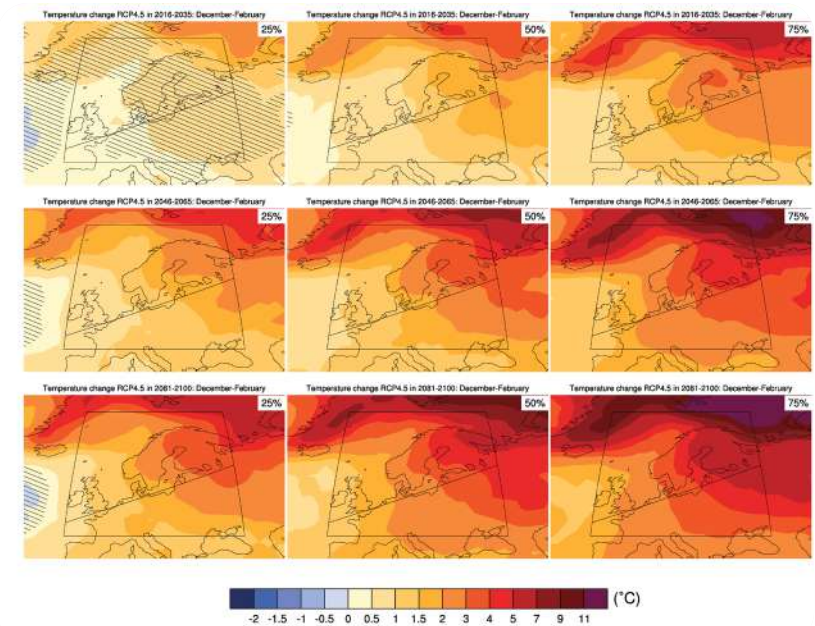 Temperature change RCP4.5 in 2016-2035: December-February
25%
Temperature change RCP4.5 in 2016-2035: December-February
50%
Temperature change RCP4.5 in 2016-2035: December-February
75%
Temperature change RCP4.5 in 2046-2065: December-February
25%
Temperature change RCP4.5 in 2046-2065: December-February
50%
Temperature change RCP4.5 in 2046-2065: December-February
75%
Temperature change RCP4.5 in 2081-2100: December-February
25%
Temperature change RCP4.5 in 2081-2100: December-February
50%
Temperature change RCP4.5 in 2081-2100: December-February
75%
(°C)
-2 -1.5 -1 -0.5 0 0.5 1 1.5 2 3 4 5 7 9 11